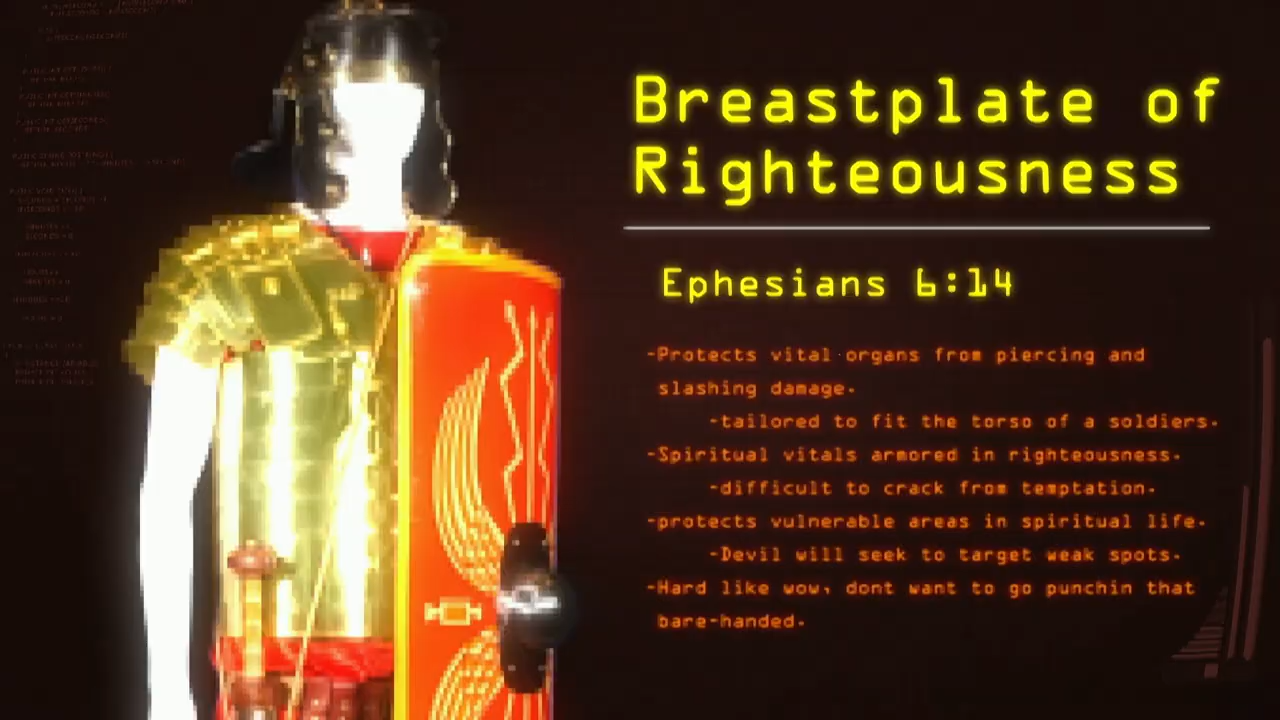 Breastplate of
Righteousness
Ephesians 6:14
-Protects vital organs from piercing and
slashing damage.
-tailored to fit the torso of a soldiers.
-Spiritual vitals armored in righteousness.
-difficult to crack from temptation.
-protects vulnerable areas in spiritual life.
-Devil will seek to target weak spots.
-Hard like wow, dont want to go punchin that
bare-handed.